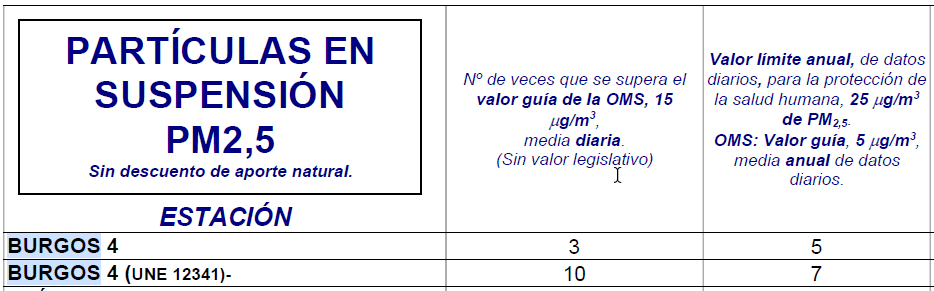 PARTÍCULAS EN
SUSPENSIÓN
PM2,5
Sin descuento de aporte natural.
ESTACIÓN
Nº de veces que se supera el
valor guía de la OMS, 15
µg/m³,
media diaria.
(Sin valor legislativo)
Valor límite anual, de datos
diarios, para la protección de
la salud humana, 25 µg/m³
de PM2,5.
OMS: Valor guía, 5 µg/m³,
media anual de datos
diarios.
BURGOS 4 3 5
BURGOS 4 (UNE 12341)- 10 7